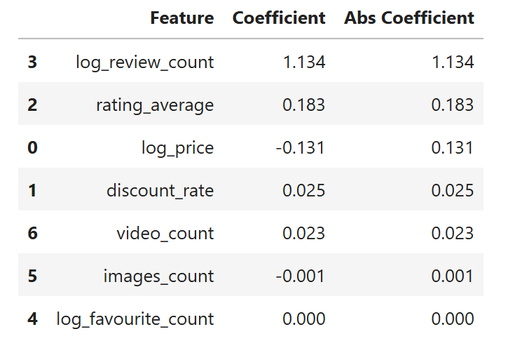 Feature Coefficient Abs Coefficient
3 log_review_count 1.134 1.134
2 rating_average 0.183 0.183
0 log_price -0.131 0.131
1 discount_rate 0.025 0.025
6 video_count 0.023 0.023
5 images_count -0.001 0.001
4 log_favourite_count 0.000 0.000